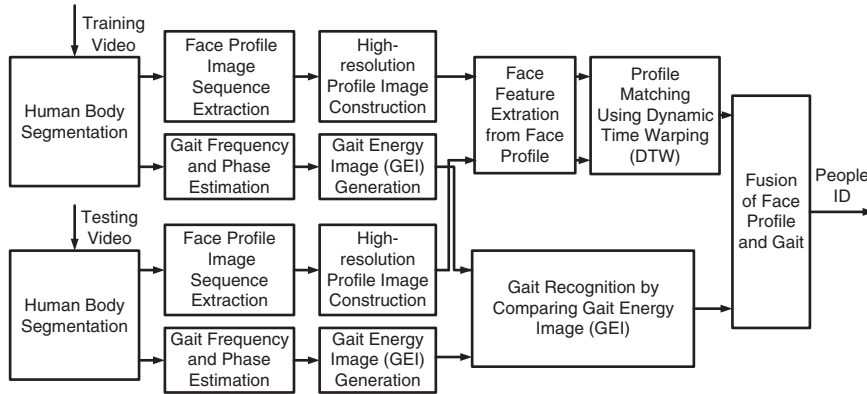 Training
Video
Human Body
Segmentation
Face Profile
Image
Sequence
Extraction
High-
resolution
Profile Image
Construction
Gait Frequency
and Phase
Estimation
Gait Energy
Image (GEI)
Generation
Face
Feature
Extration
from Face
Profile
Profile
Matching
Using Dynamic
Time Warping
(DTW)
Testing
Video
Human Body
Segmentation
Face Profile
Image
Sequence
Extraction
High-
resolution
Profile Image
Construction
Gait Frequency
and Phase
Estimation
Gait Energy
Image (GEI)
Generation
Gait Recognition by
Comparing Gait Energy
Image (GEI)
Fusion
of Face
Profile
and Gait
People
ID